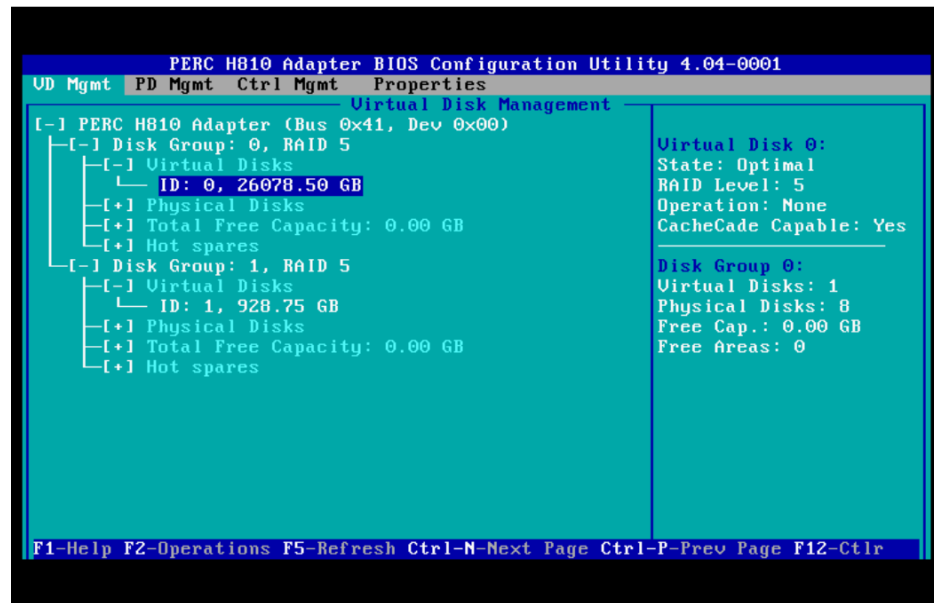 PERC H810 Adapter BIOS Configuration Utility 4.04-0001
VD Mgmt PD Mgmt Ctrl Mgmt Properties
Virtual Disk Management
[-] PERC H810 Adapter (Bus 0x41, Dev 0x00)
[-] Disk Group: 0, RAID 5
[-] Virtual Disks
ID: 0, 26078.50 GB
[+] Physical Disks
[+] Total Free Capacity: 0.00 GB
[+] Hot spares
[-] Disk Group: 1, RAID 5
[-] Virtual Disks
ID: 1, 928.75 GB
[+] Physical Disks
[+] Total Free Capacity: 0.00 GB
[+] Hot spares
Virtual Disk 0:
State: Optimal
RAID Level: 5
Operation: None
CacheCade Capable: Yes
Disk Group 0:
Virtual Disks: 1
Physical Disks: 8
Free Cap.: 0.00 GB
Free Areas: 0
F1-Help F2-Operations F5-Refresh Ctrl-N-Next Page Ctrl-P-Prev Page F12-Ctlr